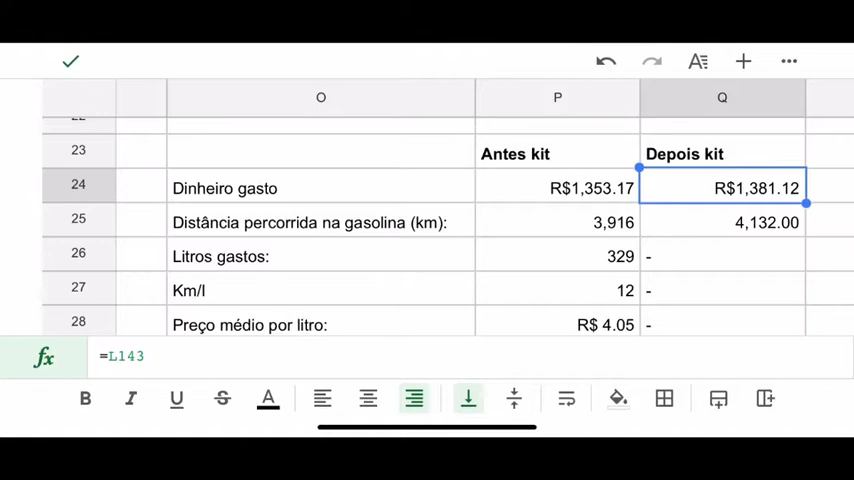 O P Q
23 Antes kit Depois kit
24 Dinheiro gasto R$1,353.17 R$1,381.12
25 Distância percorrida na gasolina (km): 3,916 4,132.00
26 Litros gastos: 329 -
27 Km/l 12 -
28 Preço médio por litro: R$ 4.05 -
fx =L143
B I U S A